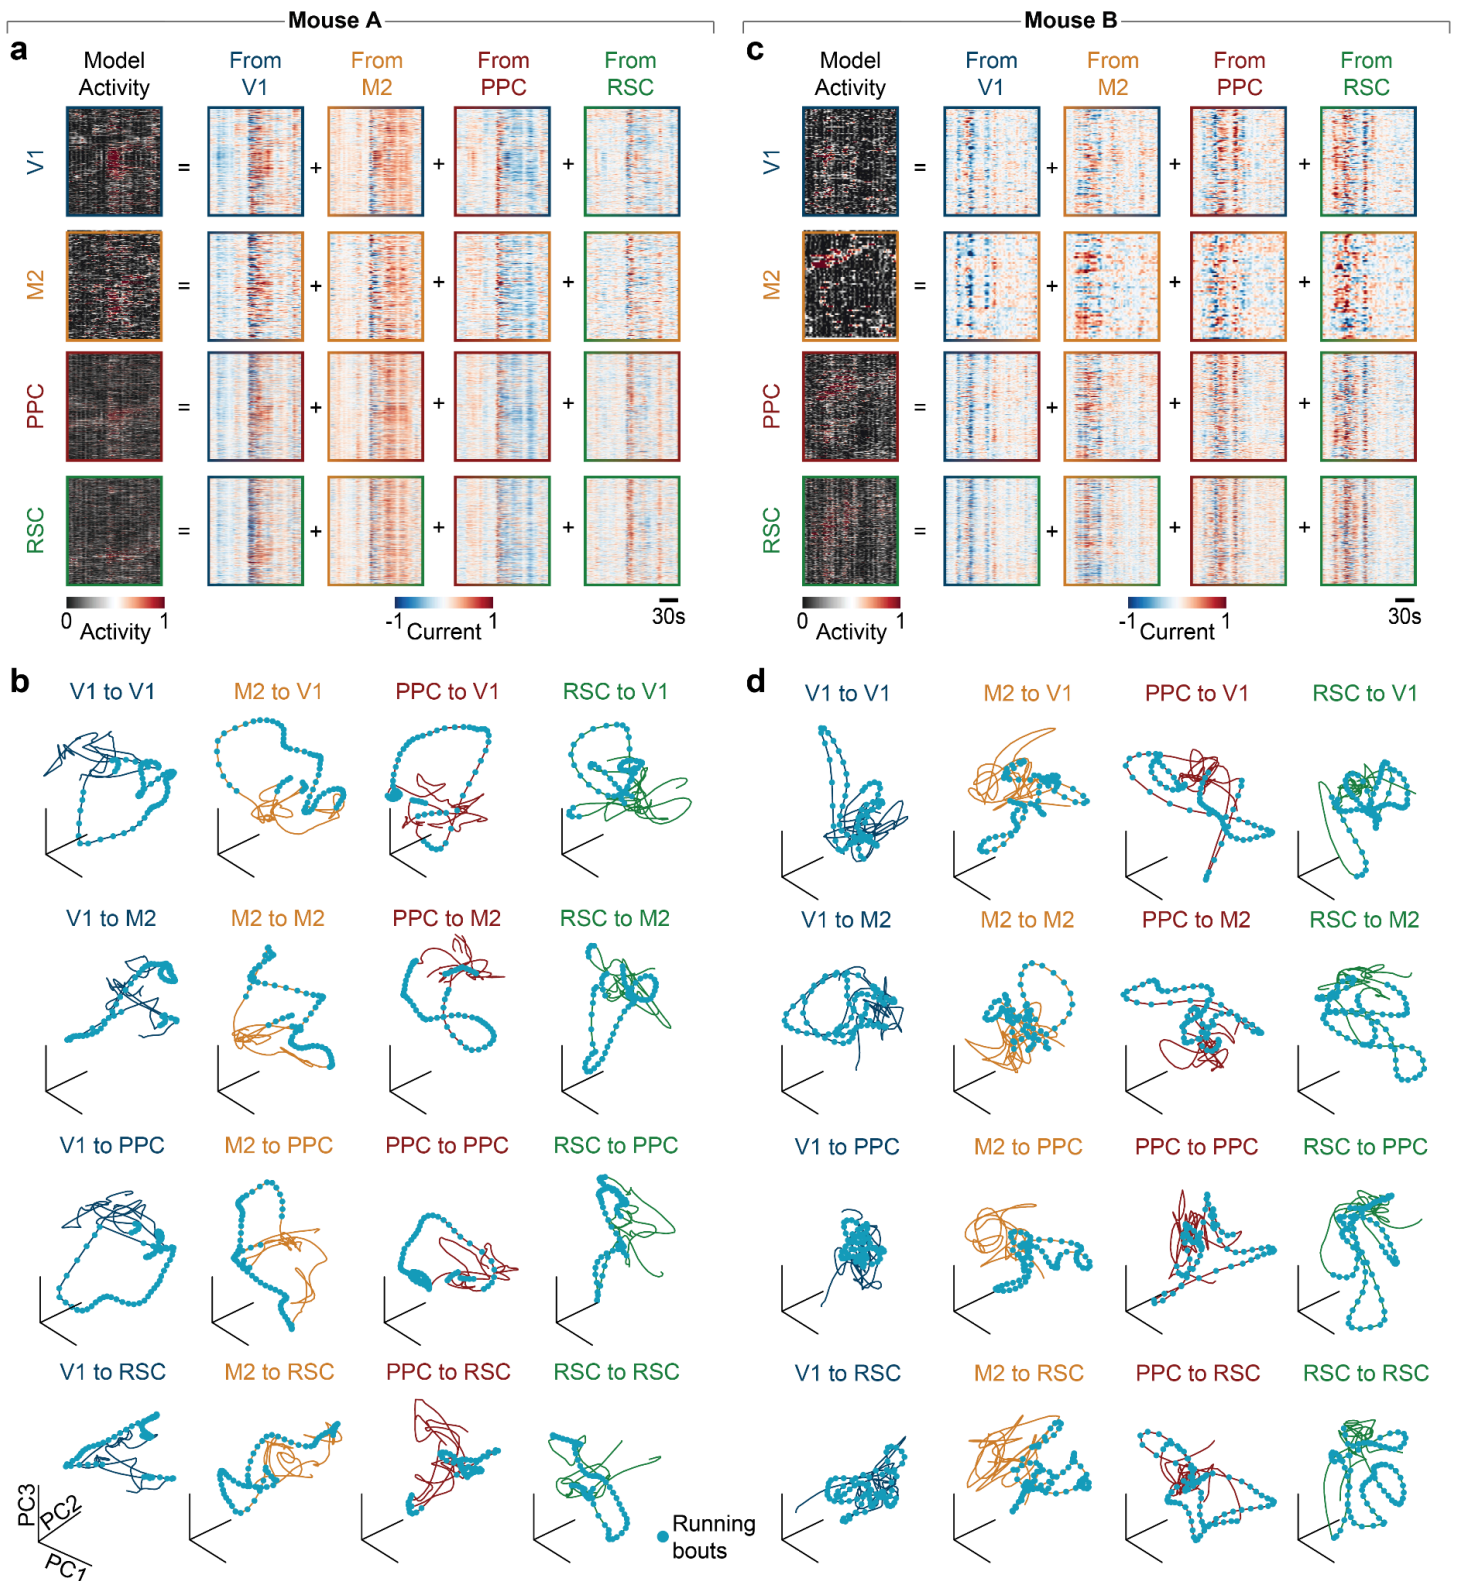 Mouse A
Mouse B
a
Model
Activity
From
V1
From
M2
From
PPC
From
RSC
V1
=
+
+
+
M2
=
+
+
+
PPC
=
+
+
+
RSC
=
+
+
+
0
1
Activity
-1
1
Current
30s
c
Model
Activity
From
V1
From
M2
From
PPC
From
RSC
V1
=
+
+
+
M2
=
+
+
+
PPC
=
+
+
+
RSC
=
+
+
+
0
1
Activity
-1
1
Current
30s
b
V1 to V1
M2 to V1
PPC to V1
RSC to V1
V1 to M2
M2 to M2
PPC to M2
RSC to M2
V1 to PPC
M2 to PPC
PPC to PPC
RSC to PPC
V1 to RSC
M2 to RSC
PPC to RSC
RSC to RSC
PC3
PC2
PC1
Running
bouts
d
V1 to V1
M2 to V1
PPC to V1
RSC to V1
V1 to M2
M2 to M2
PPC to M2
RSC to M2
V1 to PPC
M2 to PPC
PPC to PPC
RSC to PPC
V1 to RSC
M2 to RSC
PPC to RSC
RSC to RSC